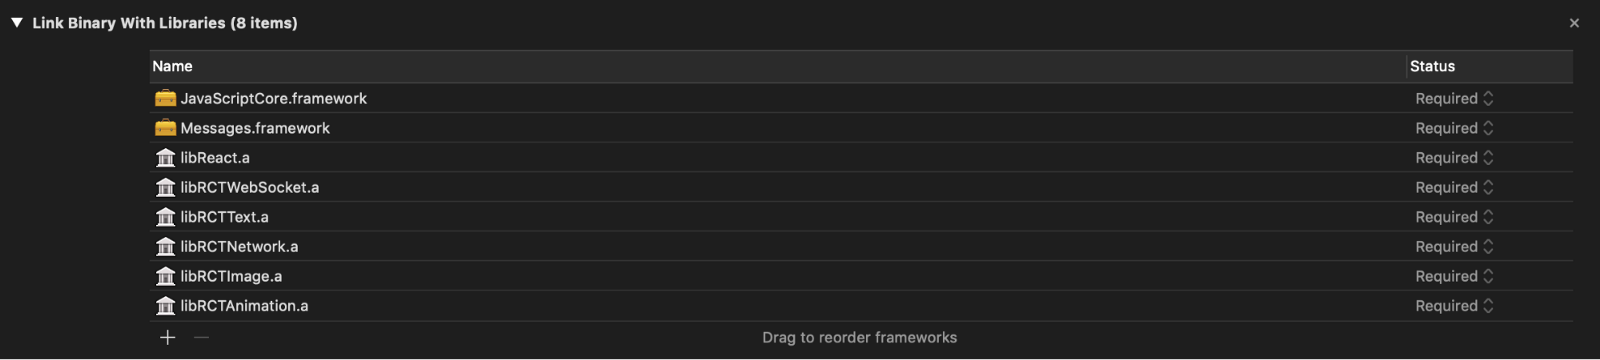 Link Binary With Libraries (8 items)
Name Status
JavaScriptCore.framework Required
Messages.framework Required
libReact.a Required
libRCTWebSocket.a Required
libRCTText.a Required
libRCTNetwork.a Required
libRCTImage.a Required
libRCTAnimation.a Required
Drag to reorder frameworks